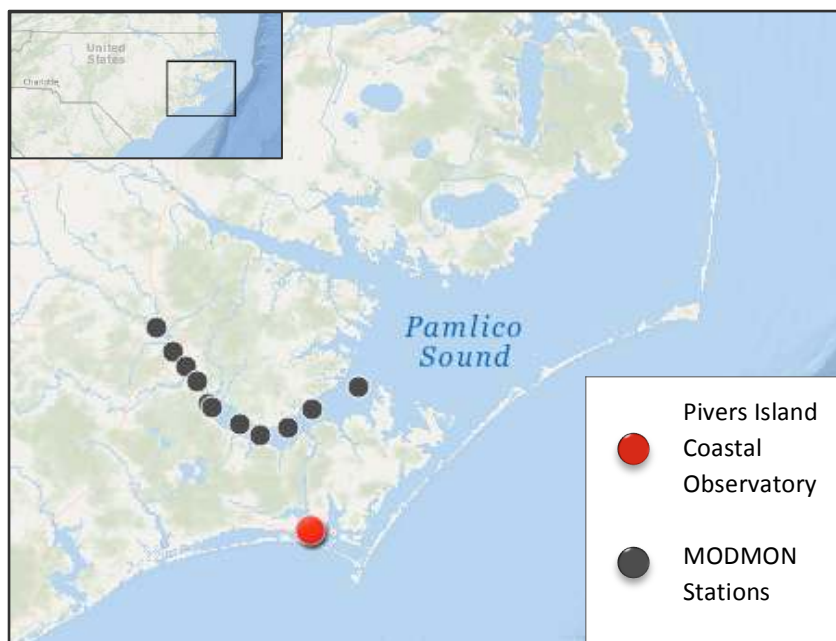 United
States
Charlotte
Pamlico
Sound
Pivers Island
Coastal
Observatory
MODMON
Stations